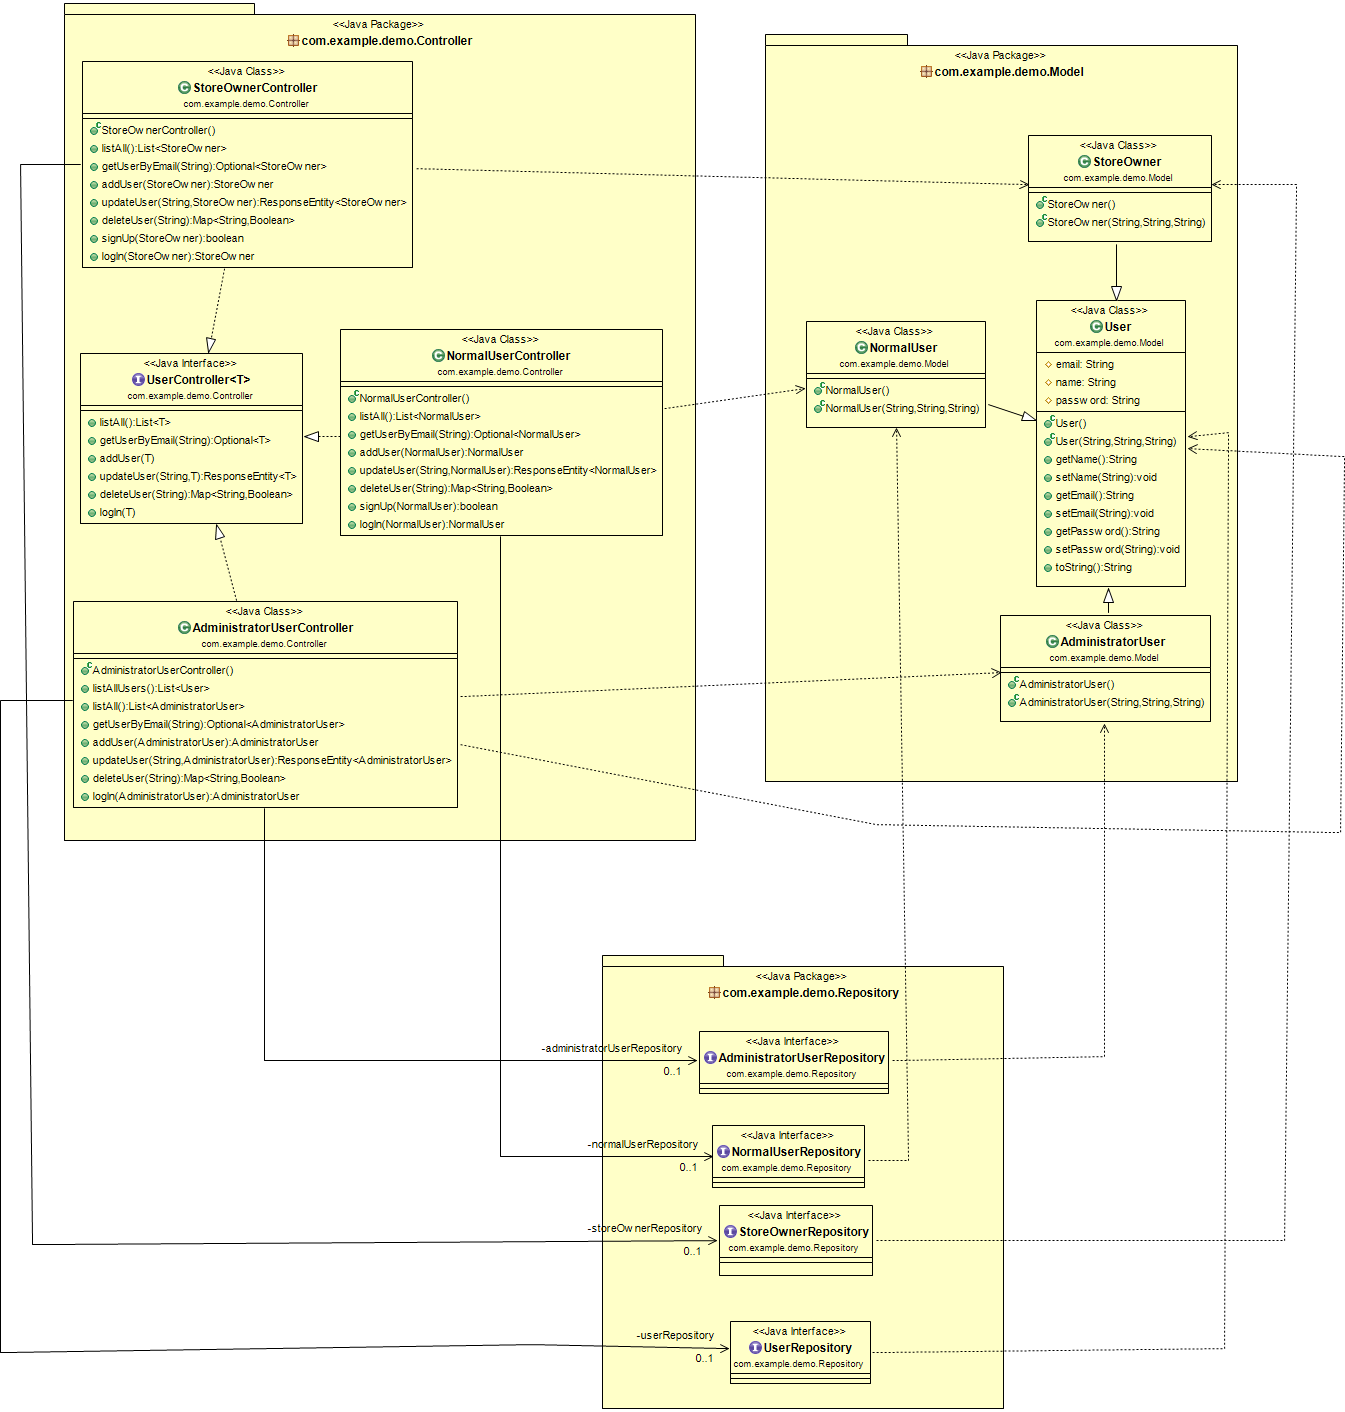 <<Java Package>>
com.example.demo.Controller
<<Java Class>>
StoreOwnerController
com.example.demo.Controller
StoreOwnerController()
listAll():List<StoreOwner>
getUserByEmail(String):Optional<StoreOwner>
addUser(StoreOwner):StoreOwner
updateUser(String,StoreOwner):ResponseEntity<StoreOwner>
deleteUser(String):Map<String,Boolean>
signUp(StoreOwner):boolean
logIn(StoreOwner):StoreOwner
<<Java Interface>>
UserController<T>
com.example.demo.Controller
listAll():List<T>
getUserByEmail(String):Optional<T>
addUser(T)
updateUser(String,T):ResponseEntity<T>
deleteUser(String):Map<String,Boolean>
logIn(T)
<<Java Class>>
NormalUserController
com.example.demo.Controller
NormalUserController()
listAll():List<NormalUser>
getUserByEmail(String):Optional<NormalUser>
addUser(NormalUser):NormalUser
updateUser(String,NormalUser):ResponseEntity<NormalUser>
deleteUser(String):Map<String,Boolean>
signUp(NormalUser):boolean
logIn(NormalUser):NormalUser
<<Java Class>>
AdministratorUserController
com.example.demo.Controller
AdministratorUserController()
listAllUsers():List<User>
listAll():List<AdministratorUser>
getUserByEmail(String):Optional<AdministratorUser>
addUser(AdministratorUser):AdministratorUser
updateUser(String,AdministratorUser):ResponseEntity<AdministratorUser>
deleteUser(String):Map<String,Boolean>
logIn(AdministratorUser):AdministratorUser
<<Java Package>>
com.example.demo.Model
<<Java Class>>
StoreOwner
com.example.demo.Model
StoreOwner()
StoreOwner(String,String,String)
<<Java Class>>
NormalUser
com.example.demo.Model
NormalUser()
NormalUser(String,String,String)
<<Java Class>>
User
com.example.demo.Model
email: String
name: String
password: String
User()
User(String,String,String)
getName():String
setName(String):void
getEmail():String
setEmail(String):void
getPassword():String
setPassword(String):void
toString():String
<<Java Class>>
AdministratorUser
com.example.demo.Model
AdministratorUser()
AdministratorUser(String,String,String)
<<Java Package>>
com.example.demo.Repository
-administratorUserRepository
0..1
<<Java Interface>>
AdministratorUserRepository
com.example.demo.Repository
-normalUserRepository
0..1
<<Java Interface>>
NormalUserRepository
com.example.demo.Repository
-storeOwnerRepository
0..1
<<Java Interface>>
StoreOwnerRepository
com.example.demo.Repository
-userRepository
0..1
<<Java Interface>>
UserRepository
com.example.demo.Repository